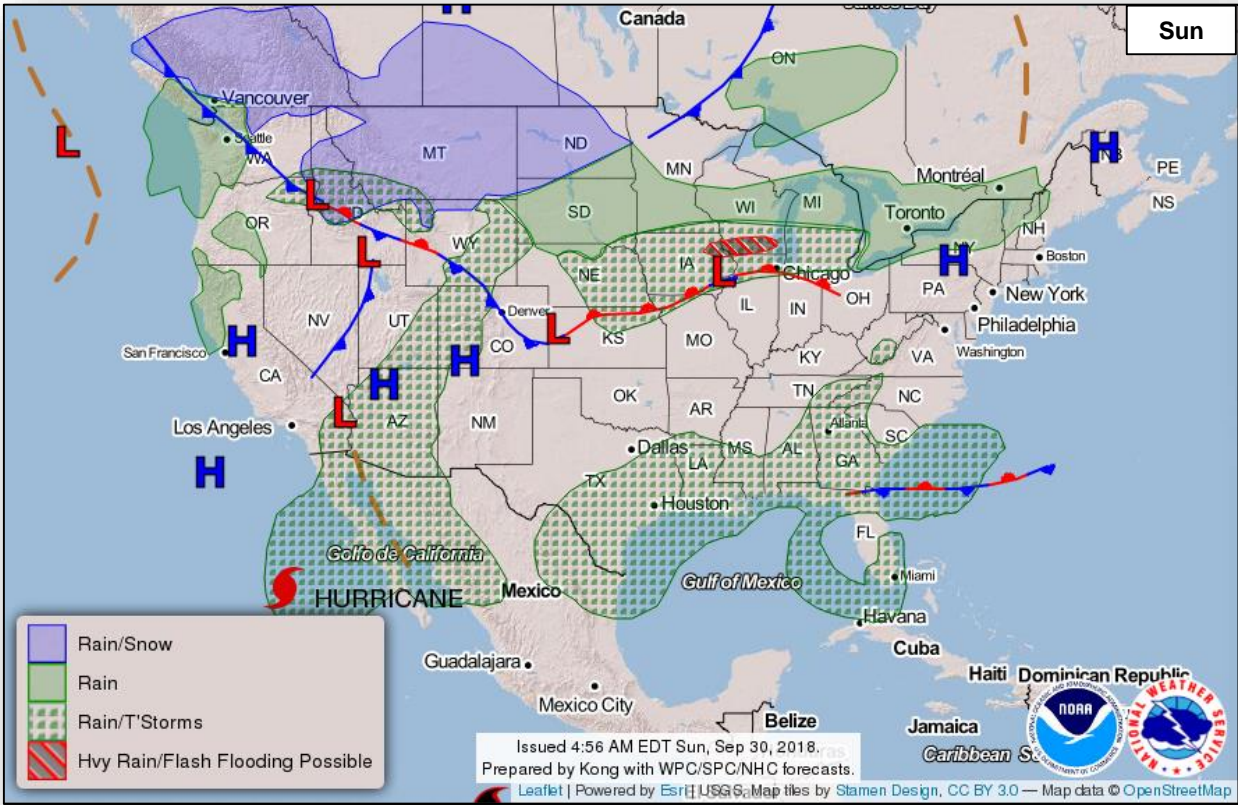 Sun
Canada
James Bay
ON
Vancouver
Seattle
WA
MT
ND
MN
L
H
NB
PE
NS
Montréal
L
ID
OR
SD
WI
MI
Toronto
NY
NH
Boston
WY
L
NE
IA
L
Chicago
H
PA
New York
NV
UT
Denver
CO
L
KS
MO
IL
IN
OH
Philadelphia
Washington
San Francisco
H
CA
H
H
KY
VA
TN
NC
L
AZ
NM
OK
AR
Los Angeles
H
Dallas
MS
AL
Atlanta
SC
GA
LA
TX
Houston
FL
Miami
Golfo de California
Mexico
Gulf of Mexico
HURRICANE
Havana
Cuba
Haiti
Dominican Republic
Guadalajara
Mexico City
Belize
Jamaica
Rain/Snow
Rain
Rain/T'Storms
Hvy Rain/Flash Flooding Possible
Issued 4:56 AM EDT Sun, Sep 30, 2018.
Prepared by Kong with WPC/SPC/NHC forecasts.
Caribbean
NOAA
NATIONAL WEATHER SERVICE
Leaflet | Powered by Esri | USGS, Map tiles by Stamen Design, CC BY 3.0 — Map data © OpenStreetMap